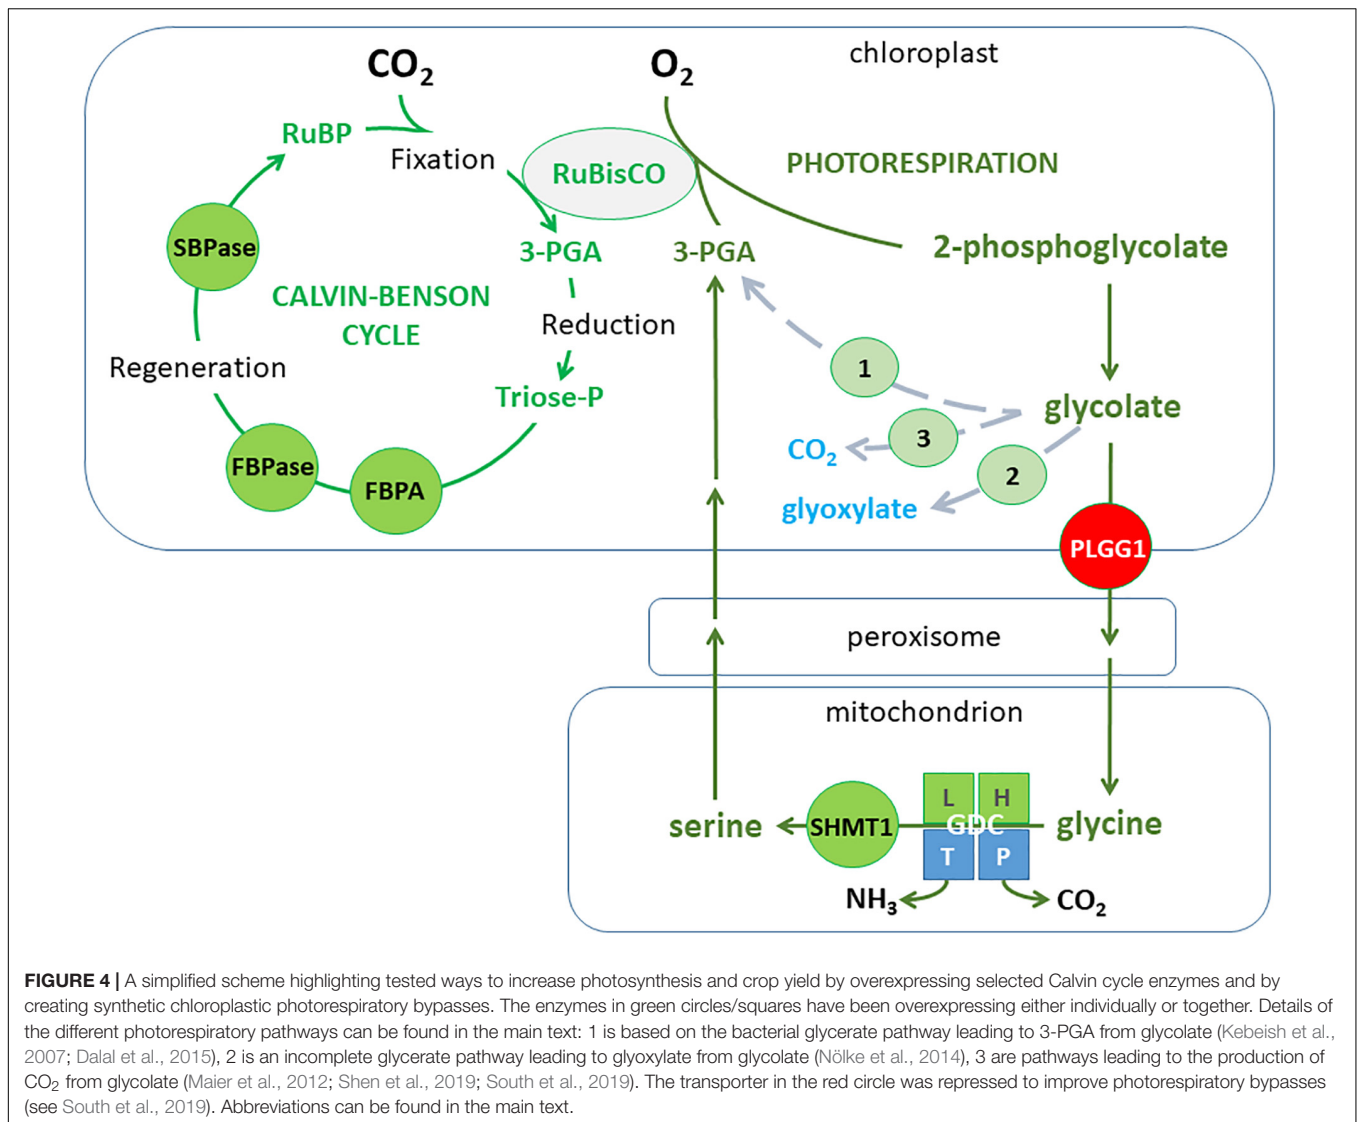 chloroplast
CO₂
O₂
RuBP
Fixation
RuBisCO
PHOTORESPIRATION
SBPase
3-PGA
3-PGA
2-phosphoglycolate
CALVIN-BENSON
CYCLE
Reduction
Regeneration
1
Triose-P
glycolate
3
CO₂
FBPase
2
FBPA
glyoxylate
PLGG1
peroxisome
mitochondrion
L H
serine
SHMT1
GDC
glycine
T P
NH₃
CO₂
FIGURE 4 | A simplified scheme highlighting tested ways to increase photosynthesis and crop yield by overexpressing selected Calvin cycle enzymes and by
creating synthetic chloroplastic photorespiratory bypasses. The enzymes in green circles/squares have been overexpressing either individually or together. Details of
the different photorespiratory pathways can be found in the main text: 1 is based on the bacterial glycerate pathway leading to 3-PGA from glycolate (Kebeish et al.,
2007; Dalal et al., 2015), 2 is an incomplete glycerate pathway leading to glyoxylate from glycolate (Nölke et al., 2014), 3 are pathways leading to the production of
CO₂ from glycolate (Maier et al., 2012; Shen et al., 2019; South et al., 2019). The transporter in the red circle was repressed to improve photorespiratory bypasses
(see South et al., 2019). Abbreviations can be found in the main text.